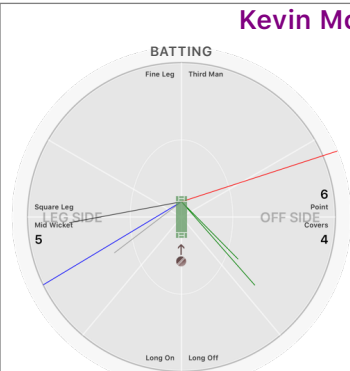 Kevin Mc
BATTING
Fine Leg Third Man
6
Square Leg Point
LEG SIDE OFF SIDE
Mid Wicket Covers
5 4
Long On Long Off